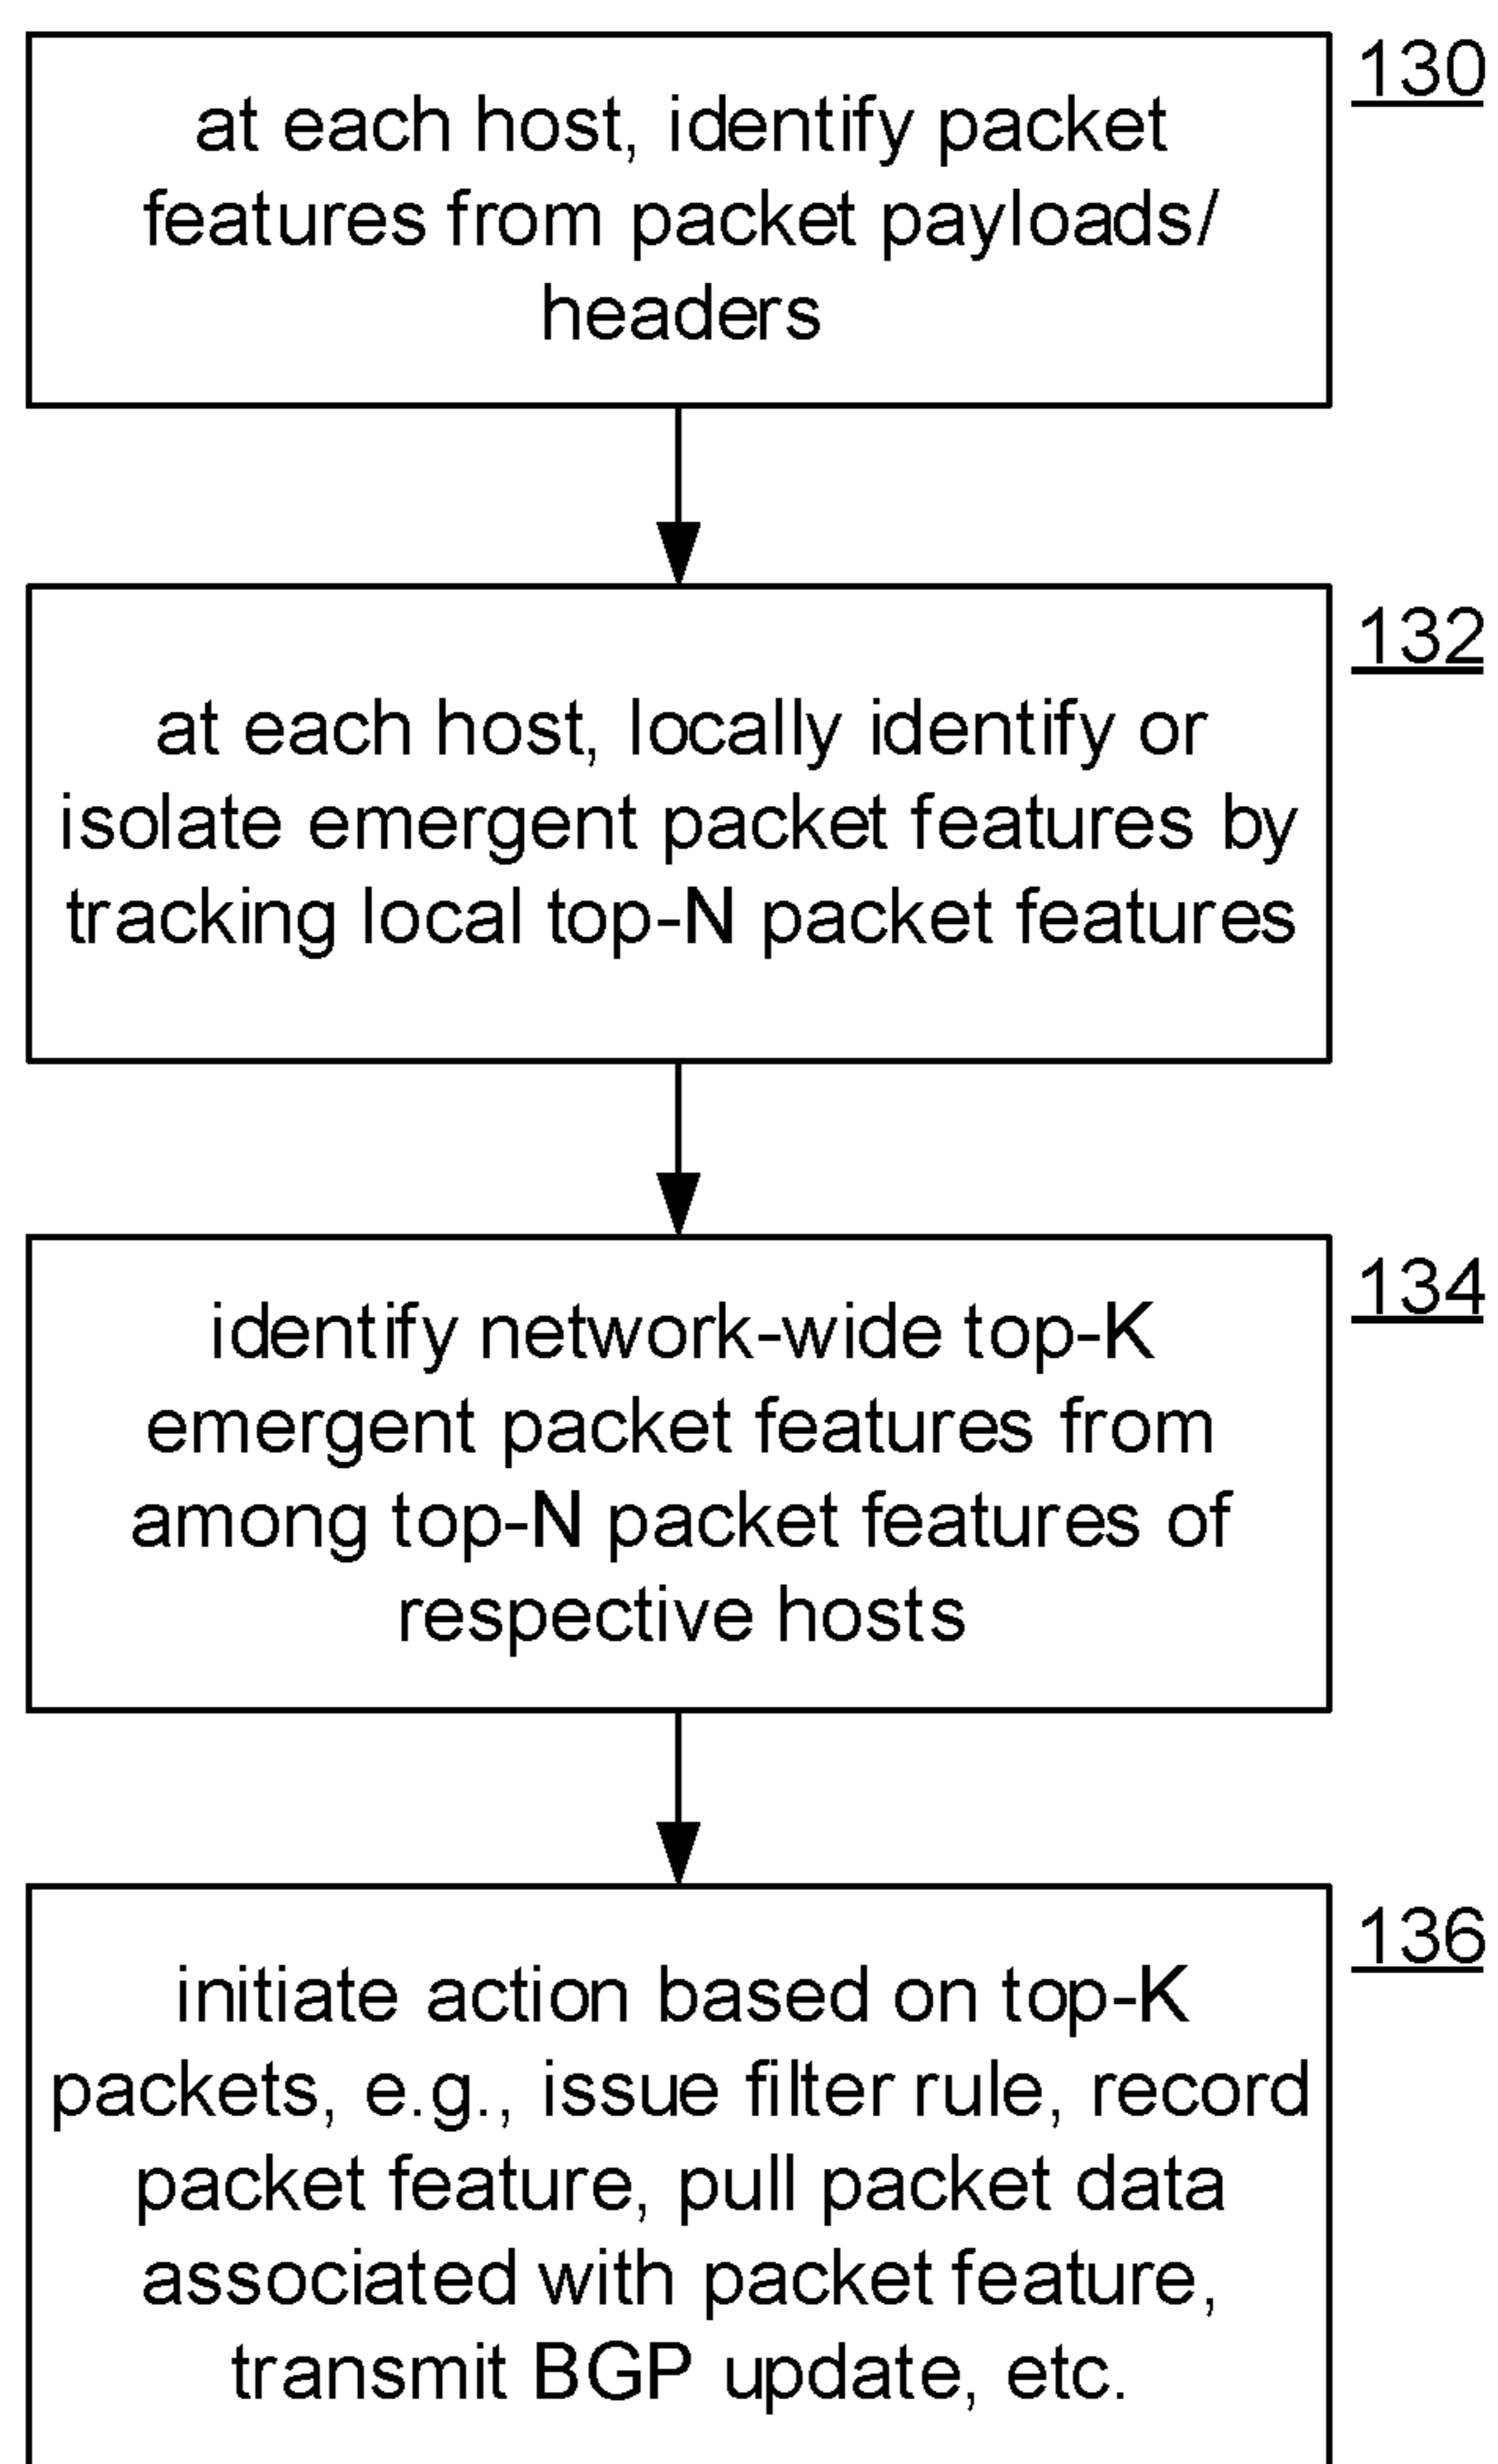 130
at each host, identify packet
features from packet payloads/
headers
132
at each host, locally identify or
isolate emergent packet features by
tracking local top-N packet features
134
identify network-wide top-K
emergent packet features from
among top-N packet features of
respective hosts
136
initiate action based on top-K
packets, e.g., issue filter rule, record
packet feature, pull packet data
associated with packet feature,
transmit BGP update, etc.